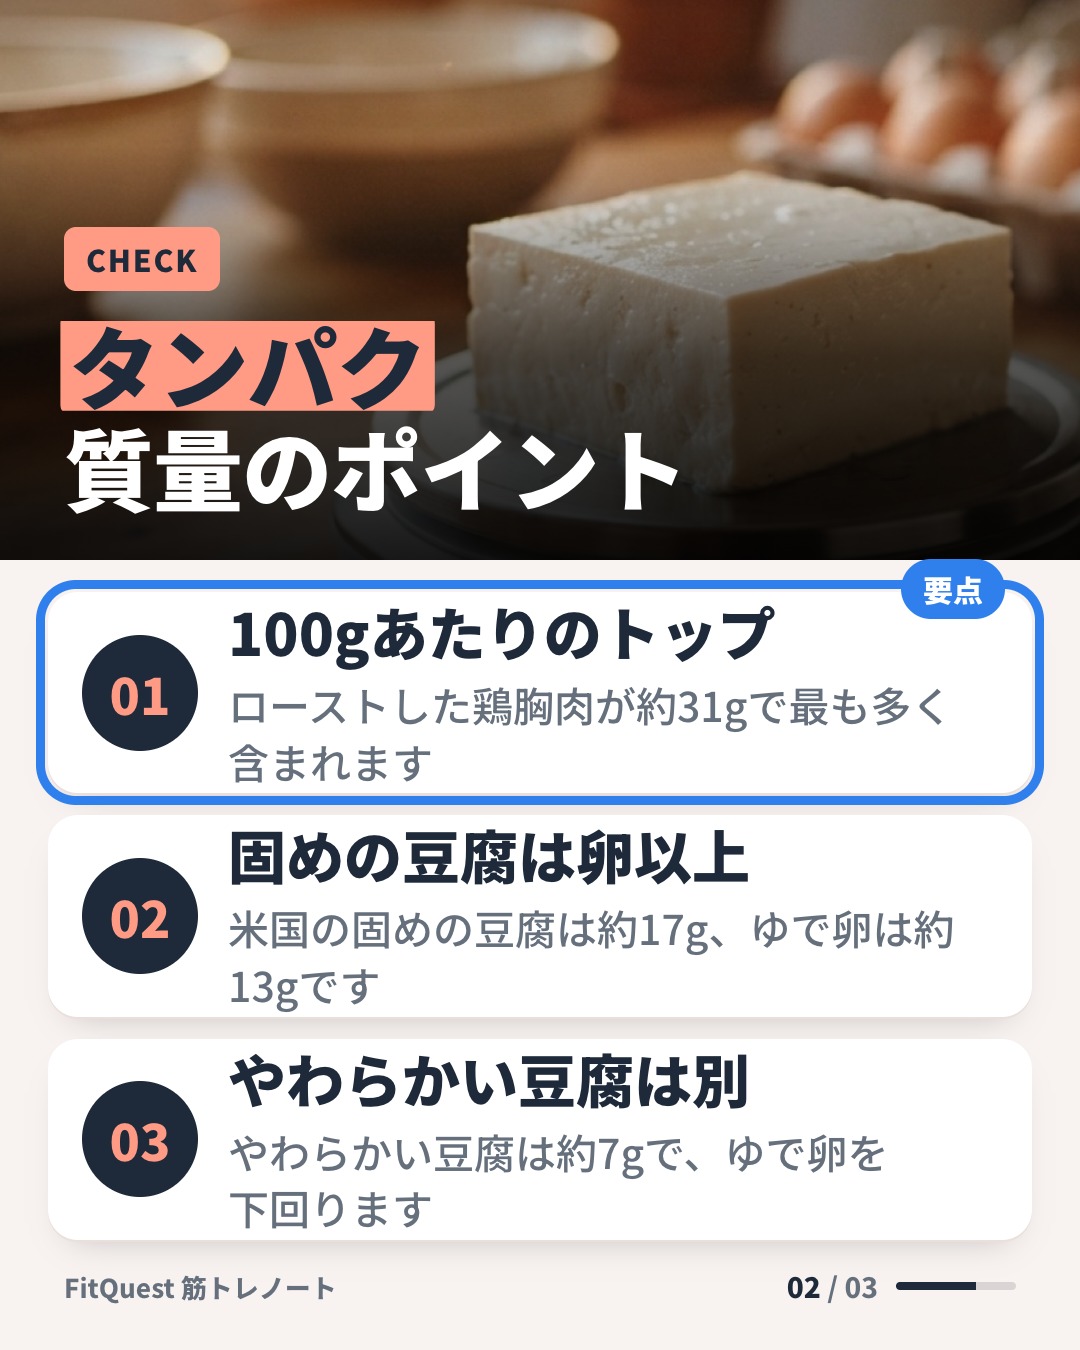 CHECK
タンパク
質量のポイント
要点
01
100gあたりのトップ
ローストした鶏胸肉が約31gで最も多く
含まれます
02
固めの豆腐は卵以上
米国の固めの豆腐は約17g、ゆで卵は約
13gです
03
やわらかい豆腐は別
やわらかい豆腐は約7gで、ゆで卵を
下回ります
FitQuest 筋トレノート
02 / 03